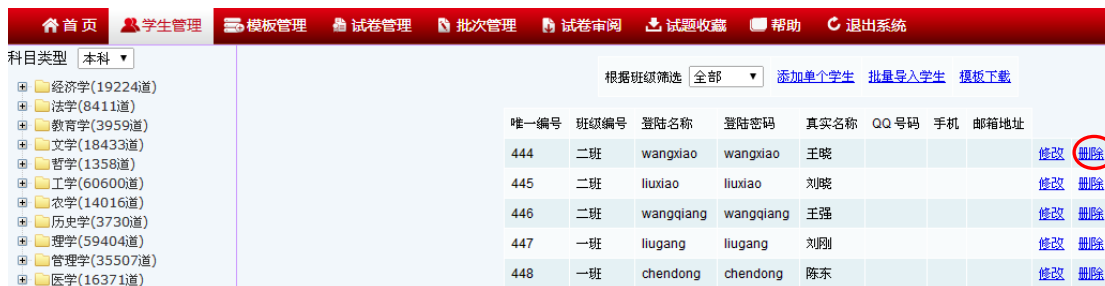 首页 学生管理 模板管理 试卷管理 批次管理 试卷审阅 试题收藏 帮助 退出系统
科目类型 本科
根据班级筛选 全部 添加单个学生 批量导入学生 模板下载
经济学(19224道)
法学(8411道)
教育学(3959道)
文学(18433道)
哲学(1358道)
工学(60600道)
农学(14016道)
历史学(3730道)
理学(59404道)
管理学(35507道)
医学(16371道)
唯一编号 班级编号 登陆名称 登陆密码 真实名称 QQ号码 手机 邮箱地址
444 二班 wangxiao wangxiao 王晓 修改 删除
445 二班 liuxiao liuxiao 刘晓 修改 删除
446 二班 wangqiang wangqiang 王强 修改 删除
447 一班 liugang liugang 刘刚 修改 删除
448 一班 chendong chendong 陈东 修改 删除